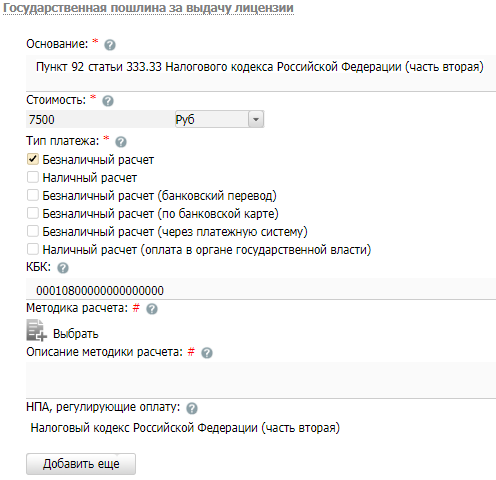 Государственная пошлина за выдачу лицензии
Основание: *
Пункт 92 статьи 333.33 Налогового кодекса Российской Федерации (часть вторая)
Стоимость: *
7500 Руб
Тип платежа: *
Безналичный расчет
Наличный расчет
Безналичный расчет (банковский перевод)
Безналичный расчет (по банковской карте)
Безналичный расчет (через платежную систему)
Наличный расчет (оплата в органе государственной власти)
КБК:
00010800000000000000
Методика расчета: #
Выбрать
Описание методики расчета: #
НПА, регулирующие оплату:
Налоговый кодекс Российской Федерации (часть вторая)
Добавить еще